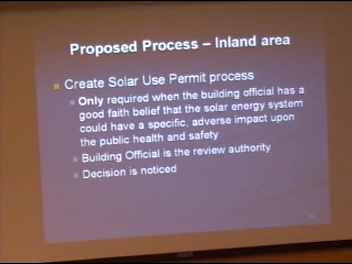 Proposed Process – Inland area
Create Solar Use Permit process
Only required when the building official has a
good faith belief that the solar energy system
could have a specific, adverse impact upon
the public health and safety
Building Official is the review authority
Decision is noticed